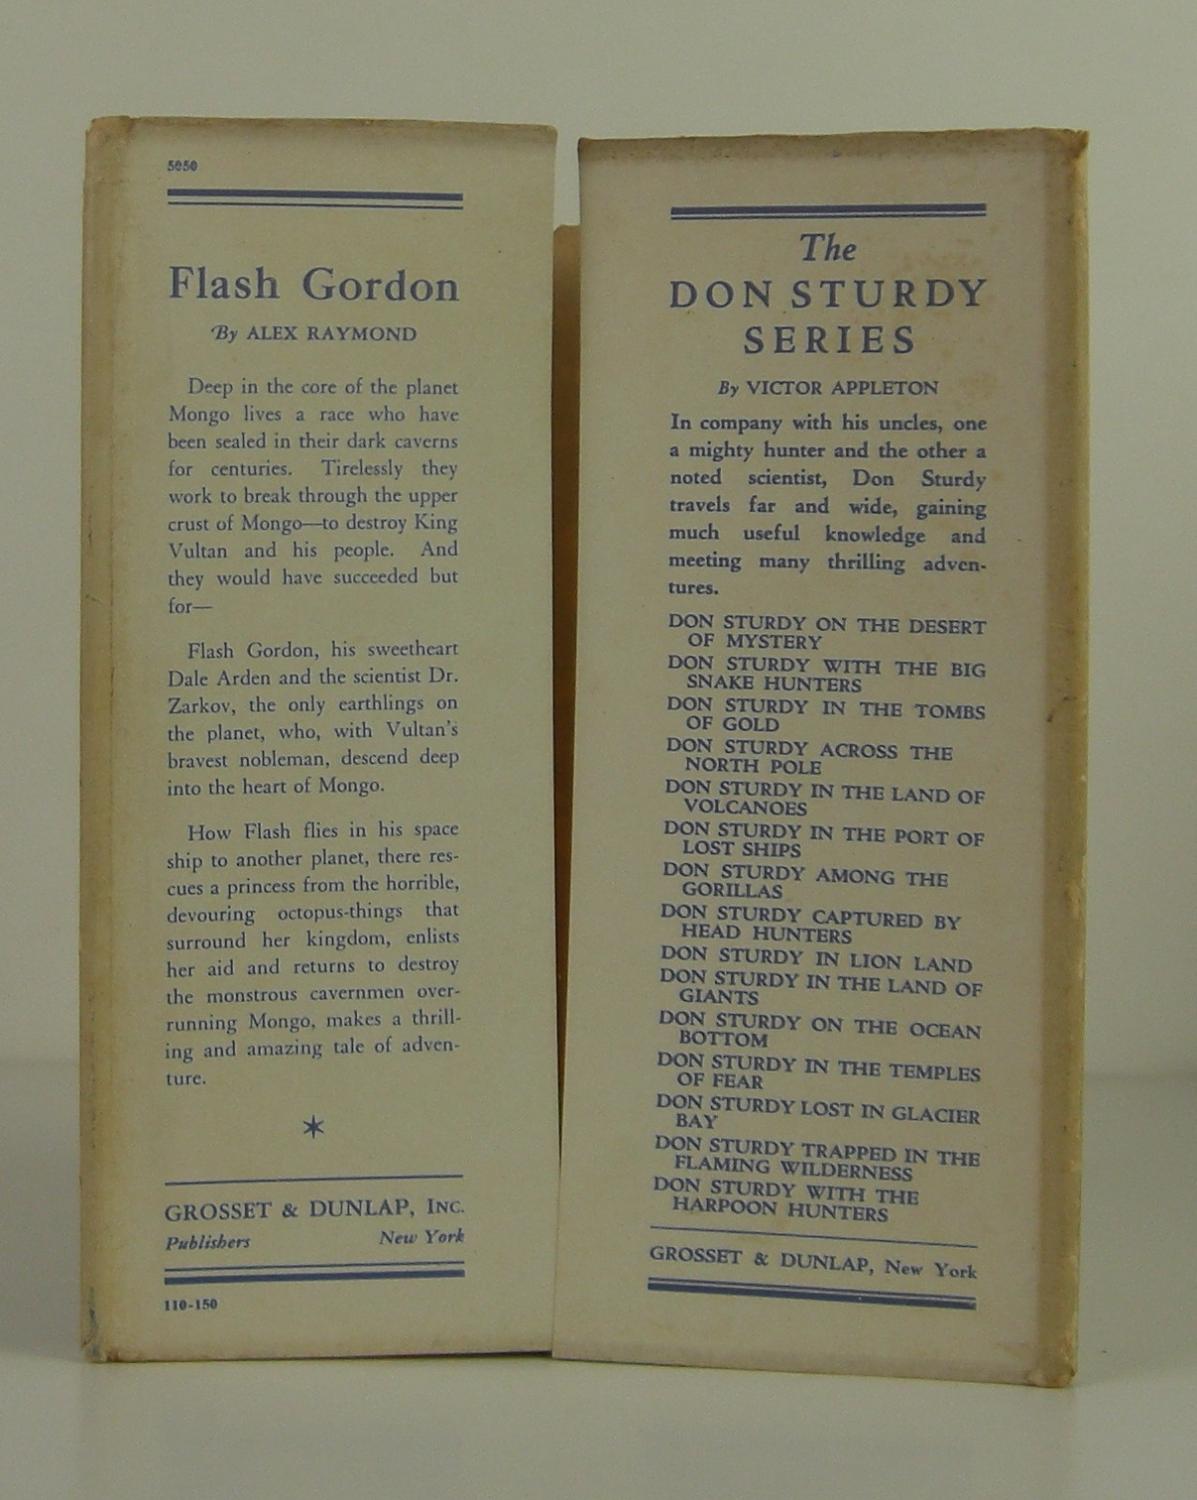 5050
Flash Gordon
By ALEX RAYMOND
Deep in the core of the planet
Mongo lives a race who have
been sealed in their dark caverns
for centuries. Tirelessly they
work to break through the upper
crust of Mongo—to destroy King
Vultan and his people. And
they would have succeeded but
for—
Flash Gordon, his sweetheart
Dale Arden and the scientist Dr.
Zarkov, the only earthlings on
the planet, who, with Vultan's
bravest nobleman, descend deep
into the heart of Mongo.
How Flash flies in his space
ship to another planet, there res-
cues a princess from the horrible,
devouring octopus-things that
surround her kingdom, enlists
her aid and returns to destroy
the monstrous cavernmen over-
running Mongo, makes a thrill-
ing and amazing tale of adven-
ture.
GROSSET & DUNLAP, INC.
Publishers New York
110-150
The
DON STURDY
SERIES
By VICTOR APPLETON
In company with his uncles, one
a mighty hunter and the other a
noted scientist, Don Sturdy
travels far and wide, gaining
much useful knowledge and
meeting many thrilling adven-
tures.
DON STURDY ON THE DESERT
OF MYSTERY
DON STURDY WITH THE BIG
SNAKE HUNTERS
DON STURDY IN THE TOMBS
OF GOLD
DON STURDY ACROSS THE
NORTH POLE
DON STURDY IN THE LAND OF
VOLCANOES
DON STURDY IN THE PORT OF
LOST SHIPS
DON STURDY AMONG THE
GORILLAS
DON STURDY CAPTURED BY
HEAD HUNTERS
DON STURDY IN LION LAND
DON STURDY IN THE LAND OF
GIANTS
DON STURDY ON THE OCEAN
BOTTOM
DON STURDY IN THE TEMPLES
OF FEAR
DON STURDY LOST IN GLACIER
BAY
DON STURDY TRAPPED IN THE
FLAMING WILDERNESS
DON STURDY WITH THE
HARPOON HUNTERS
GROSSET & DUNLAP, New York